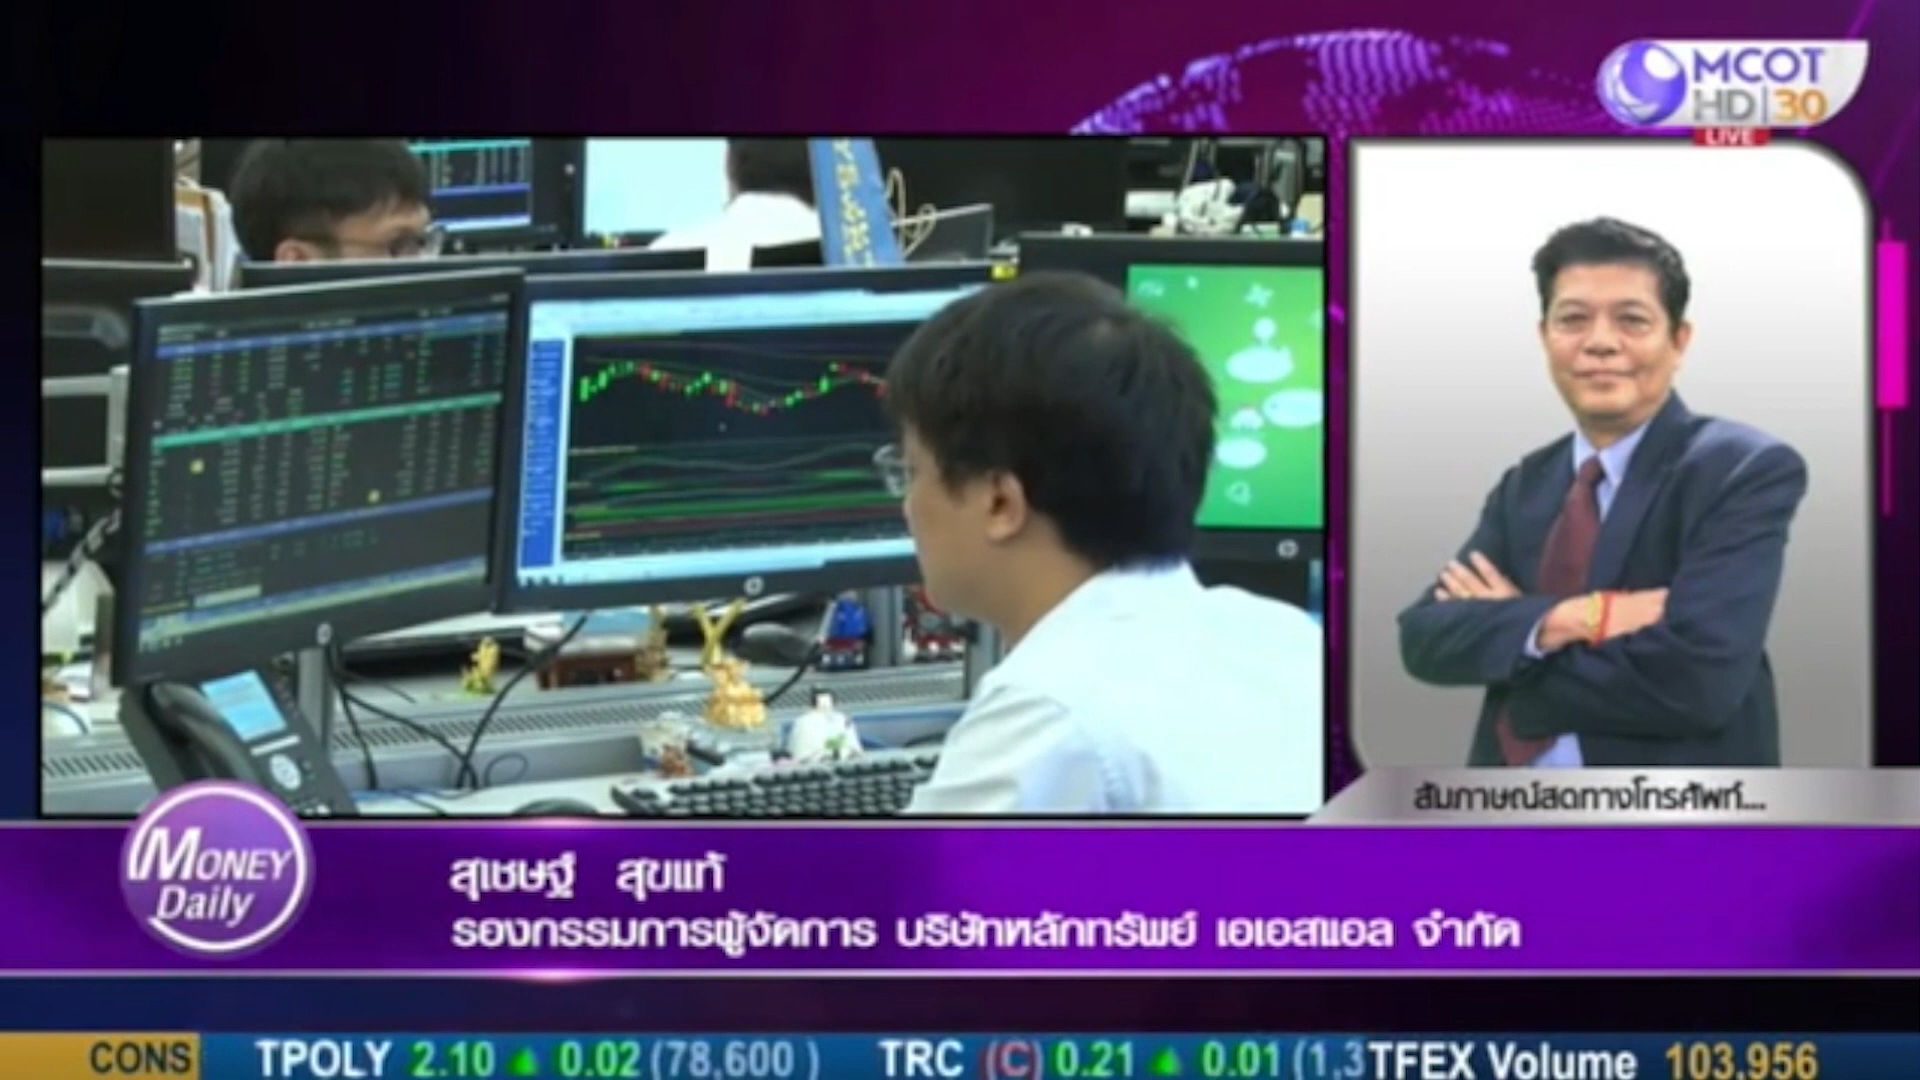 MCOT
HD|30
LIVE
สัมภาษณ์สดทางโทรศัพท์...
MONEY
Daily
สุเชษฐ์ สุขแท้
รองกรรมการผู้จัดการ บริษัทหลักทรัพย์ เอเอสแอล จำกัด
CONS TPOLY 2.10 ▲ 0.02 (78,600 ) TRC (C) 0.21 ▲ 0.01 (1,3 TFEX Volume 103,956